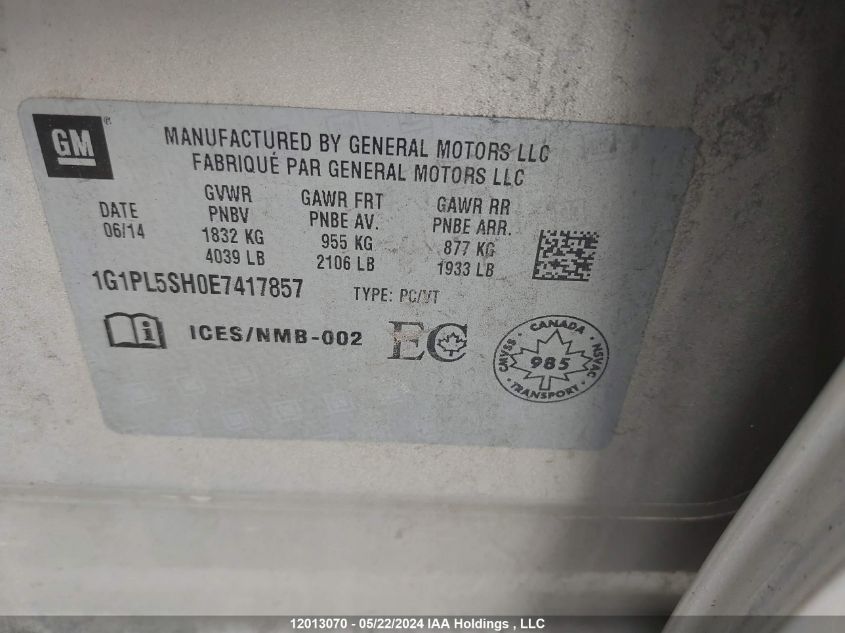 GM®
MANUFACTURED BY GENERAL MOTORS LLC
FABRIQUÉ PAR GENERAL MOTORS LLC
DATE
06/14
GVWR
PNBV
1832 KG
4039 LB
GAWR FRT
PNBE AV.
955 KG
2106 LB
GAWR RR
PNBE ARR.
877 KG
1933 LB
1G1PL5SH0E7417857 TYPE: PC/VT
i ICES/NMB-002 EC
CANADA
CMVSS 985 NSVAC
TRANSPORT
12013070 - 05/22/2024 IAA Holdings , LLC